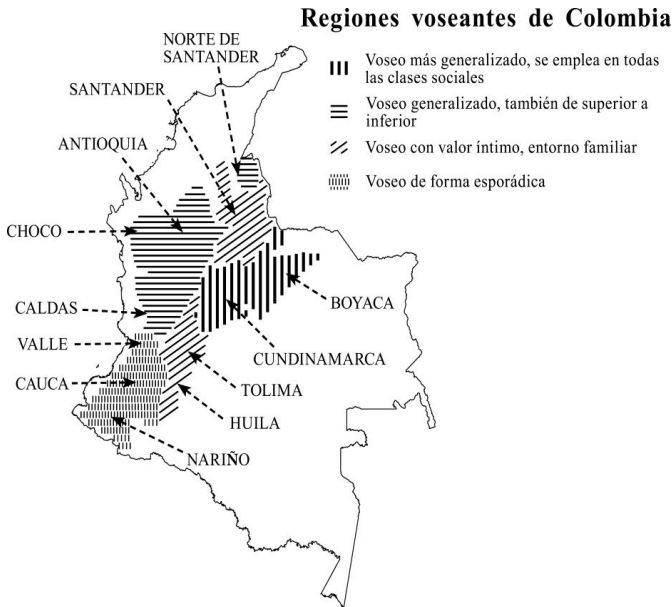 Regiones voseantes de Colombia
Voseo más generalizado, se emplea en todas
las clases sociales
Voseo generalizado, también de superior a
inferior
Voseo con valor íntimo, entorno familiar
Voseo de forma esporádica
NORTE DE
SANTANDER
SANTANDER
ANTIOQUIA
CHOCO
CALDAS
VALLE
CAUCA
BOYACA
CUNDINAMARCA
TOLIMA
HUILA
NARIÑO